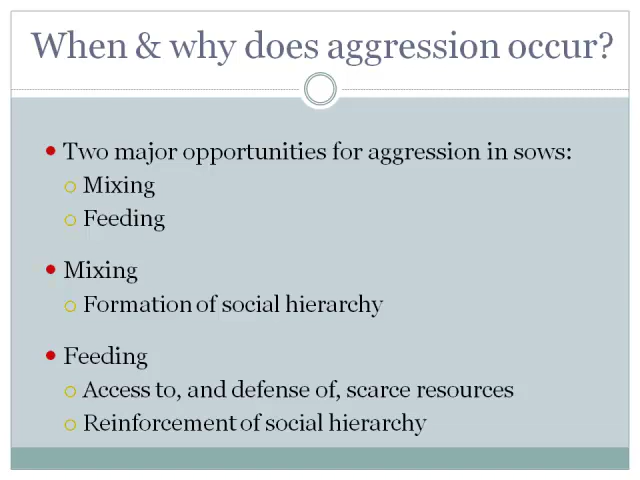 When & why does aggression occur?
Two major opportunities for aggression in sows:
Mixing
Feeding
Mixing
Formation of social hierarchy
Feeding
Access to, and defense of, scarce resources
Reinforcement of social hierarchy